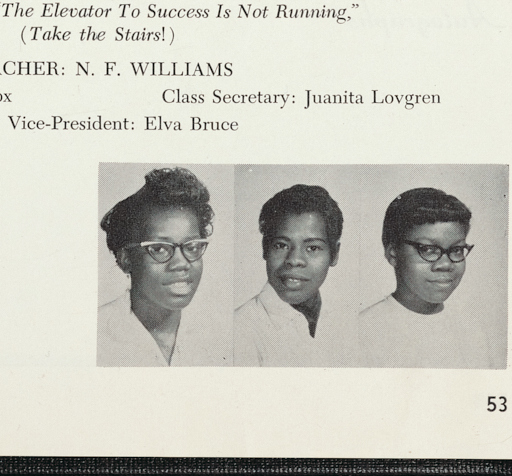 The Elevator To Success Is Not Running,”
(Take the Stairs!)
ACHER: N. F. WILLIAMS
ox Class Secretary: Juanita Lovgren
Vice-President: Elva Bruce
53